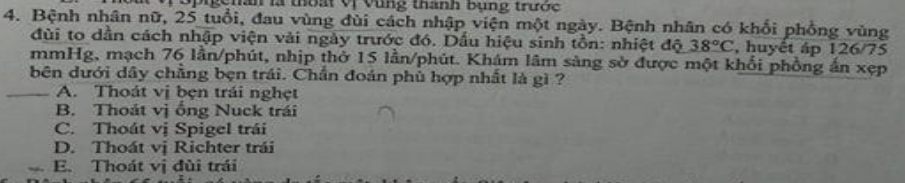 là thoát vị vùng thành bụng trước
4. Bệnh nhân nữ, 25 tuổi, đau vùng đùi cách nhập viện một ngày. Bệnh nhân có khối phồng vùng
đùi to dần cách nhập viện vài ngày trước đó. Dấu hiệu sinh tồn: nhiệt độ 38°C, huyết áp 126/75
mmHg, mạch 76 lần/phút, nhịp thở 15 lần/phút. Khám lâm sàng sờ được một khối phồng ấn xẹp
bên dưới dây chằng bẹn trái. Chẩn đoán phù hợp nhất là gì ?
A. Thoát vị bẹn trái nghẹt
B. Thoát vị ống Nuck trái
C. Thoát vị Spigel trái
D. Thoát vị Richter trái
E. Thoát vị đùi trái